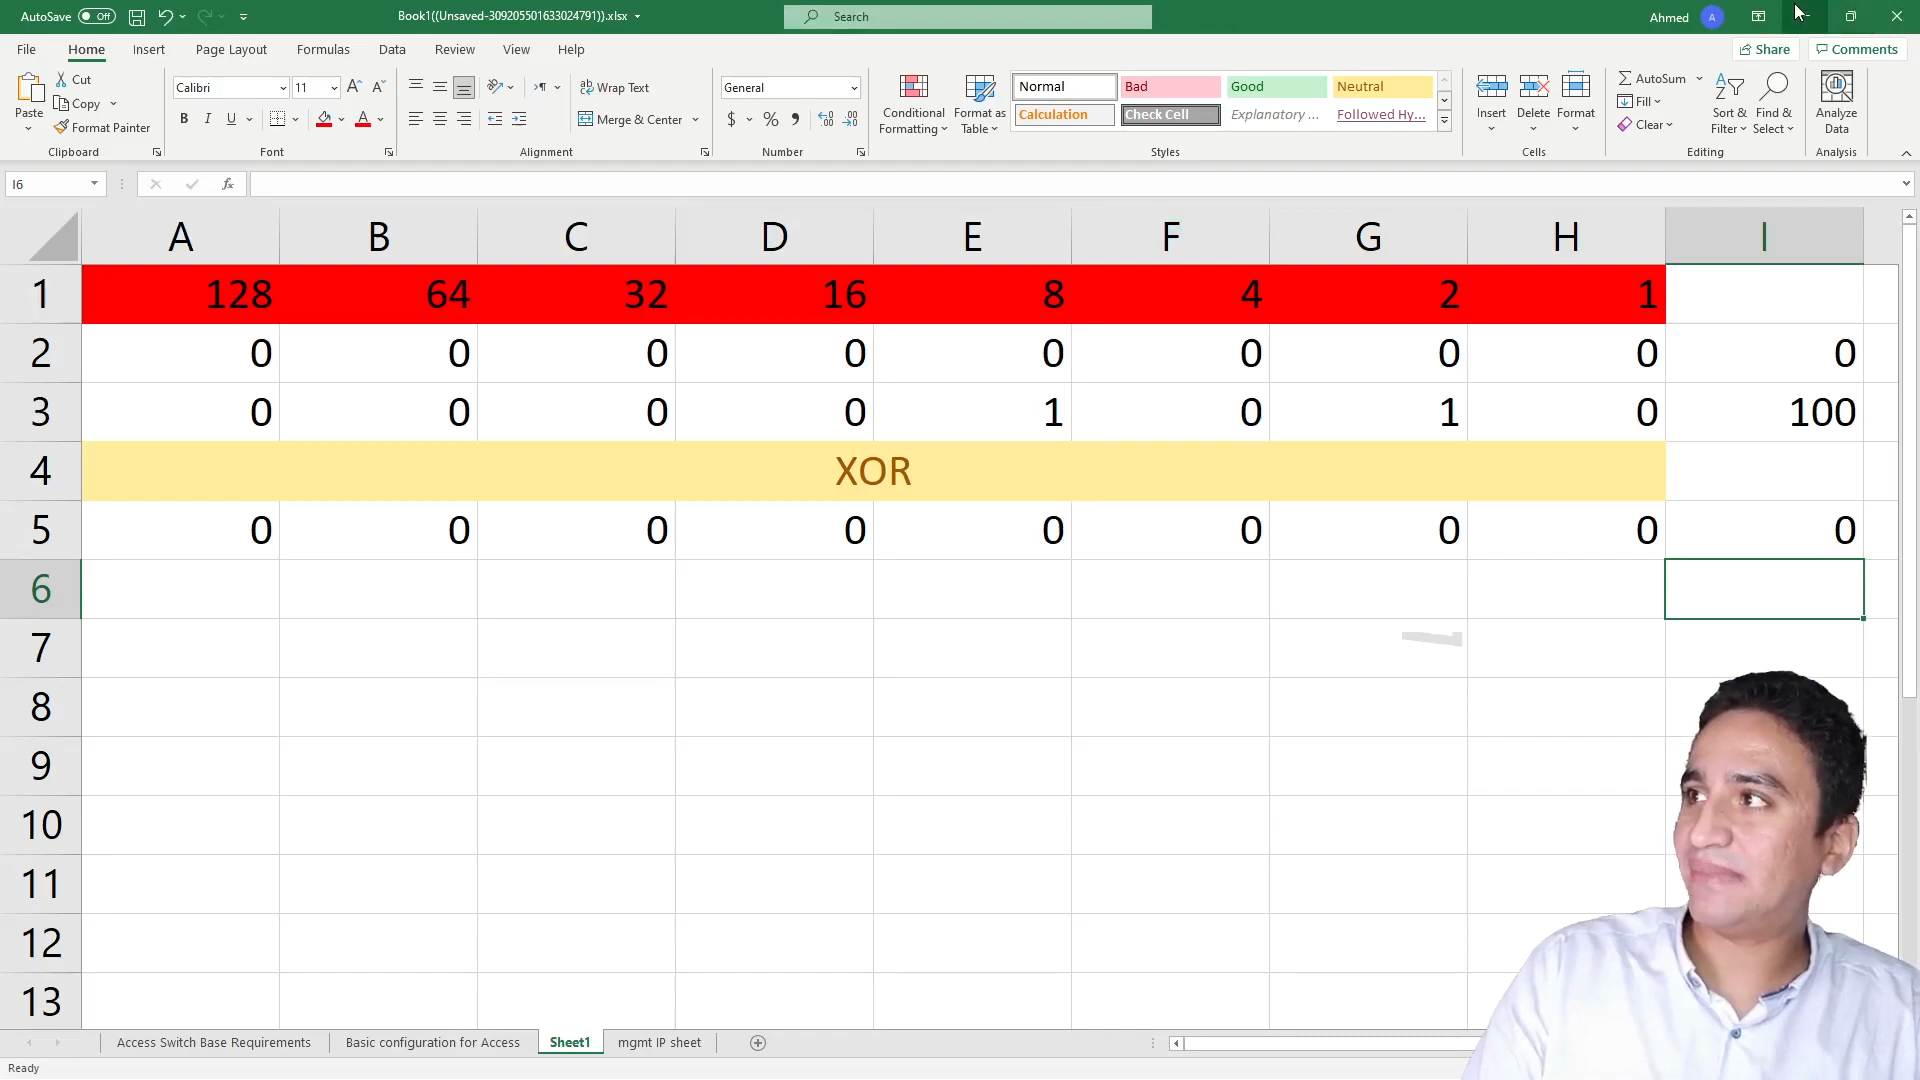 AutoSave Off Book1((Unsaved-309205501633024791)).xlsx Search Ahmed A
File Home Insert Page Layout Formulas Data Review View Help Share Comments
Paste Cut Copy Format Painter Clipboard
Calibri 11 B I U A A Font
Wrap Text Merge & Center Alignment
General $ % Number
Conditional Formatting Format as Table Normal Bad Good Neutral Calculation Check Cell Explanatory ... Followed Hy... Styles
Insert Delete Format Cells
AutoSum Fill Clear Sort & Filter Find & Select Editing
Analyze Data Analysis
I6 fx
A B C D E F G H I
1 128 64 32 16 8 4 2 1
2 0 0 0 0 0 0 0 0 0
3 0 0 0 0 1 0 1 0 100
4 XOR
5 0 0 0 0 0 0 0 0 0
6
7
8
9
10
11
12
13
Access Switch Base Requirements Basic configuration for Access Sheet1 mgmt IP sheet
Ready